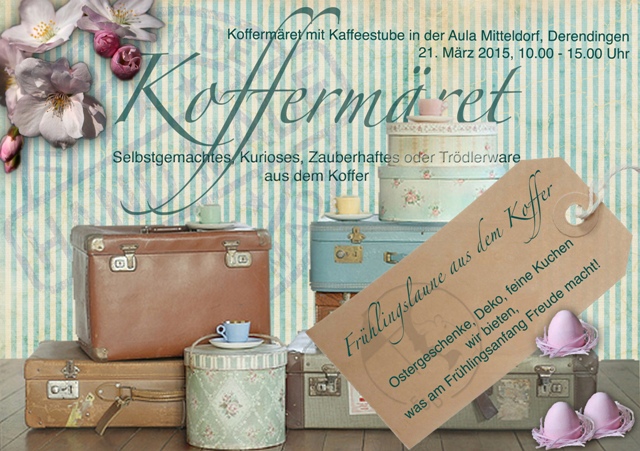 Koffermäret mit Kaffeestube in der Aula Mitteldorf, Derendingen
21. März 2015, 10.00 - 15.00 Uhr
Koffermäret
Selbstgemachtes, Kurioses, Zauberhaftes oder Trödlerware
aus dem Koffer
Frühlingslaune aus dem Koffer
Ostergeschenke, Deko, feine Kuchen
wir bieten,
was am Frühlingsanfang Freude macht!